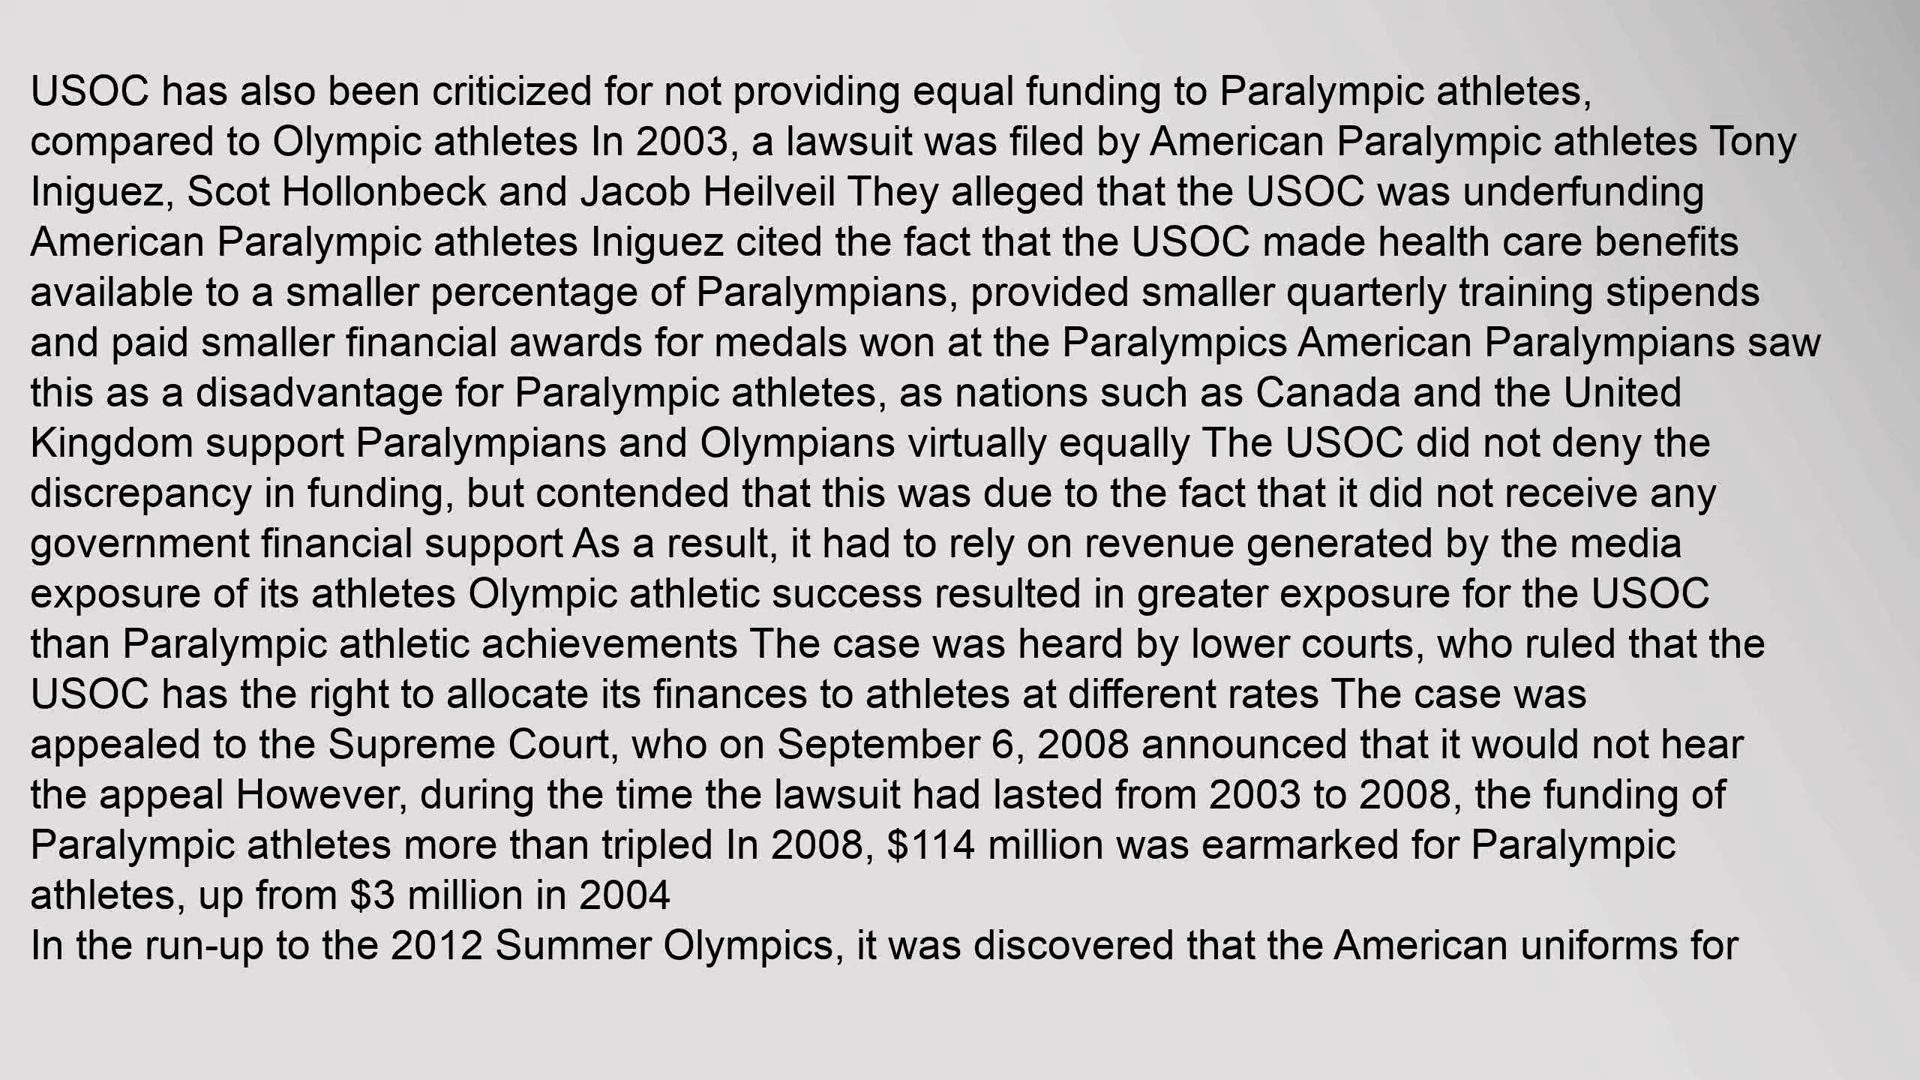 USOC has also been criticized for not providing equal funding to Paralympic athletes,
compared to Olympic athletes In 2003, a lawsuit was filed by American Paralympic athletes Tony
Iniguez, Scot Hollonbeck and Jacob Heilveil They alleged that the USOC was underfunding
American Paralympic athletes Iniguez cited the fact that the USOC made health care benefits
available to a smaller percentage of Paralympians, provided smaller quarterly training stipends
and paid smaller financial awards for medals won at the Paralympics American Paralympians saw
this as a disadvantage for Paralympic athletes, as nations such as Canada and the United
Kingdom support Paralympians and Olympians virtually equally The USOC did not deny the
discrepancy in funding, but contended that this was due to the fact that it did not receive any
government financial support As a result, it had to rely on revenue generated by the media
exposure of its athletes Olympic athletic success resulted in greater exposure for the USOC
than Paralympic athletic achievements The case was heard by lower courts, who ruled that the
USOC has the right to allocate its finances to athletes at different rates The case was
appealed to the Supreme Court, who on September 6, 2008 announced that it would not hear
the appeal However, during the time the lawsuit had lasted from 2003 to 2008, the funding of
Paralympic athletes more than tripled In 2008, $114 million was earmarked for Paralympic
athletes, up from $3 million in 2004
In the run-up to the 2012 Summer Olympics, it was discovered that the American uniforms for